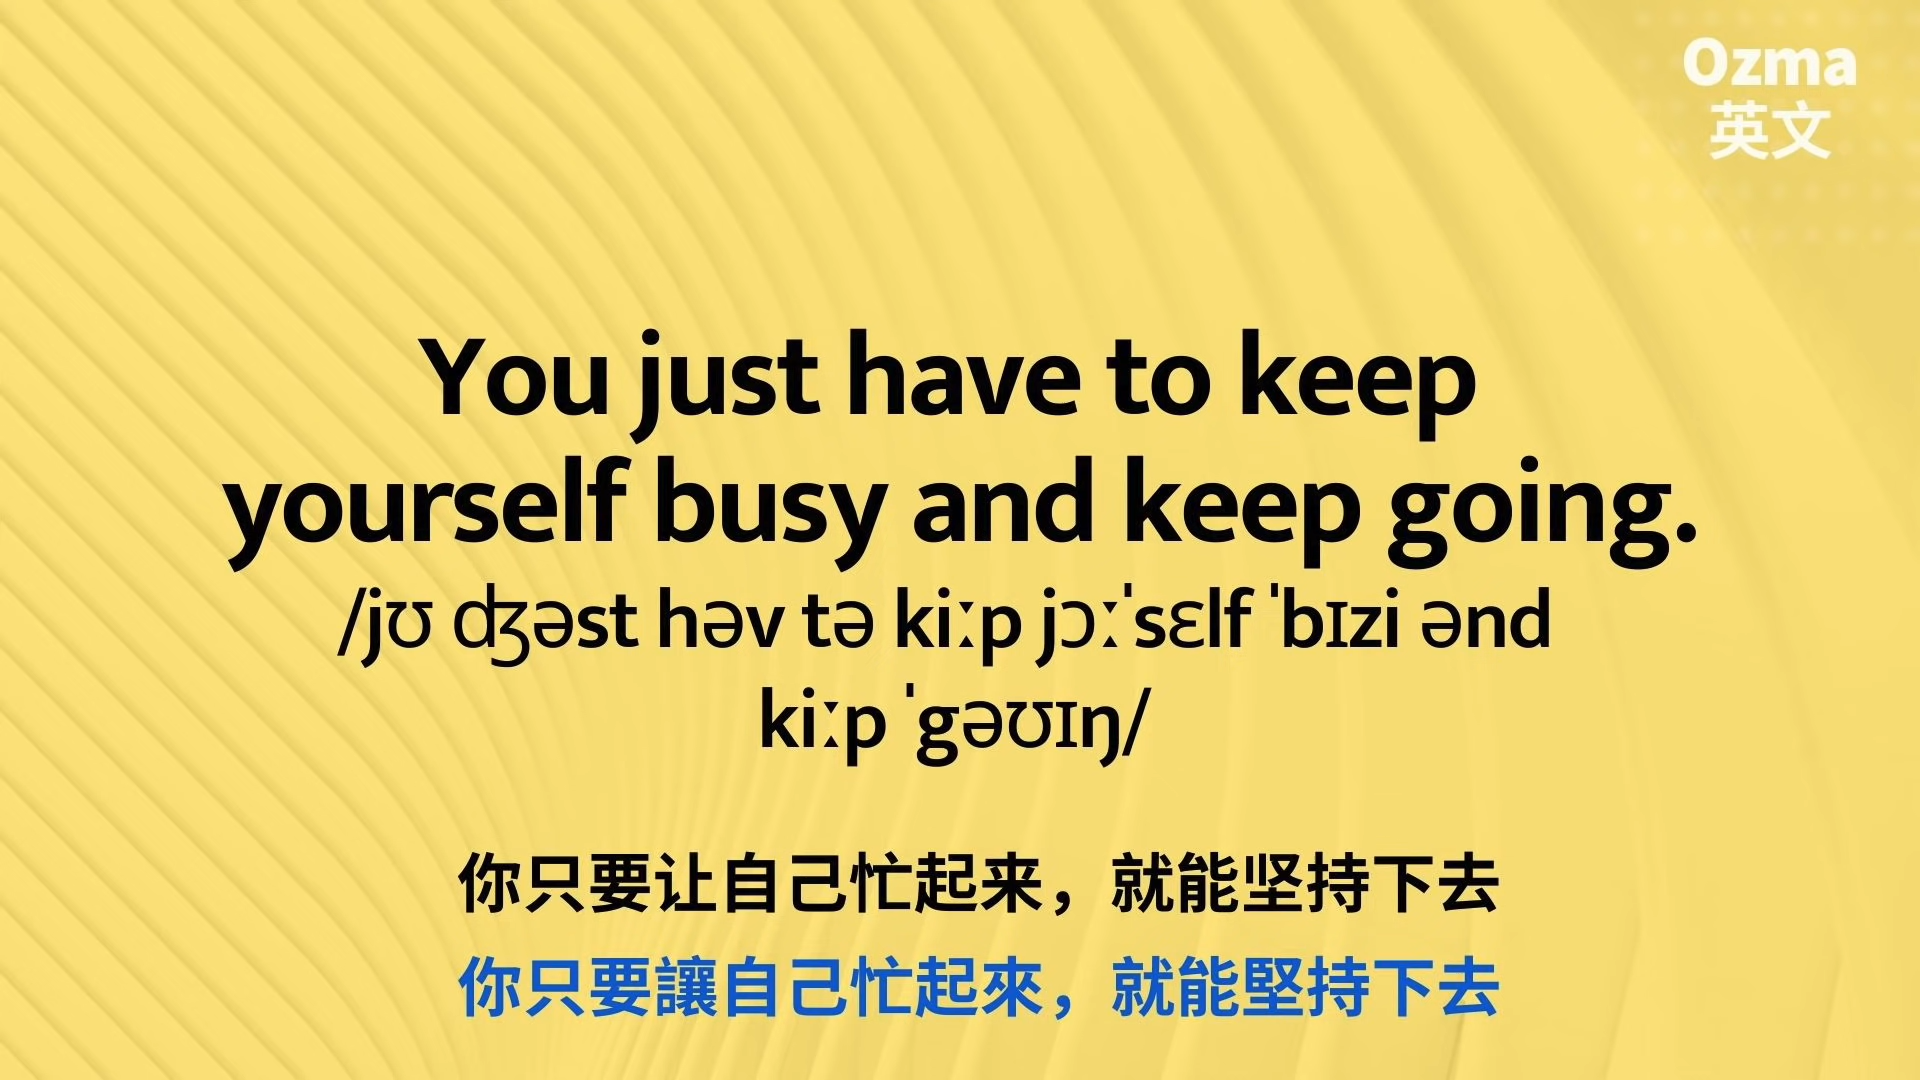 Ozma
英文
You just have to keep
yourself busy and keep going.
/jʊ ʤəst həv tə kiːp jɔːˈsɛlf ˈbɪzi ənd
kiːp ˈgəʊɪŋ/
你只要让自己忙起来，就能坚持下去
你只要讓自己忙起來，就能堅持下去